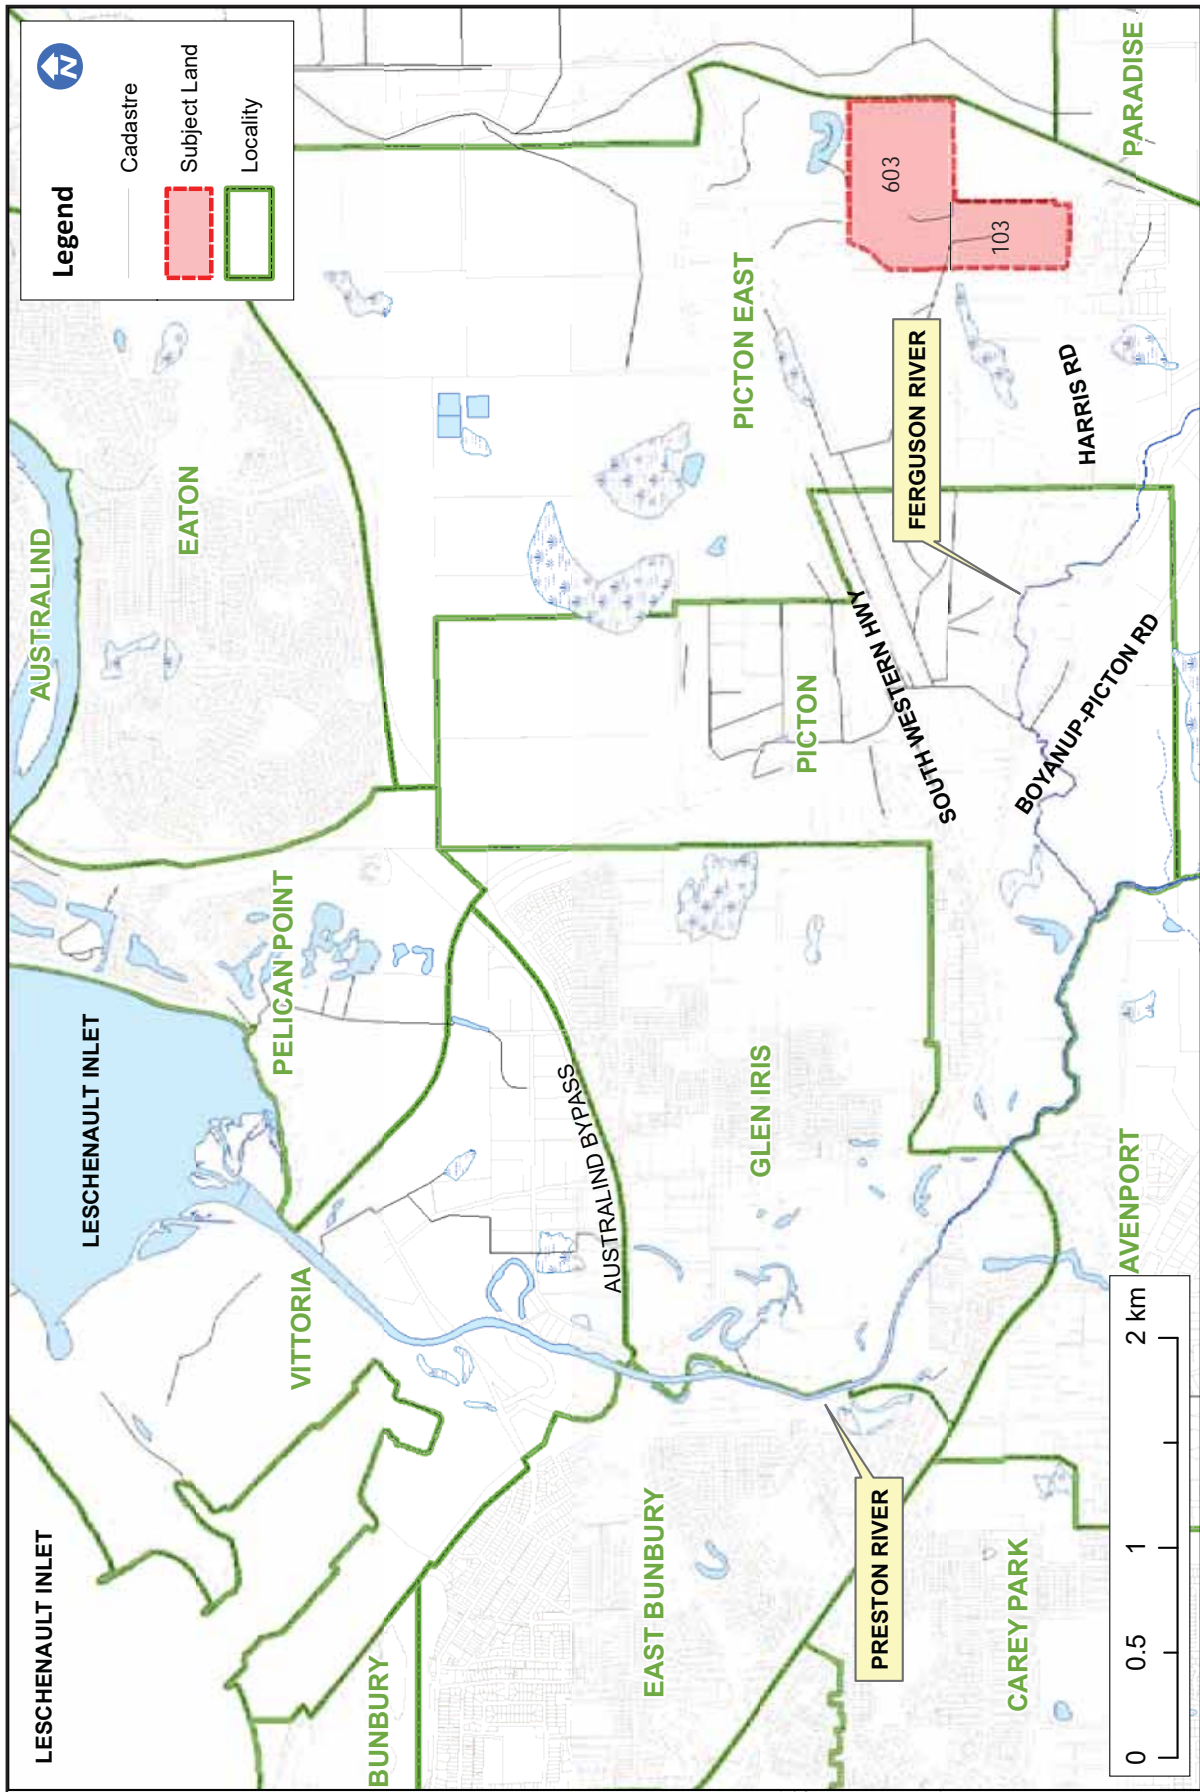 Legend
Cadastre
Subject Land
Locality
N
AUSTRALIND
EATON
LESCHENAULT INLET
LESCHENAULT INLET
PELICAN POINT
VITTORIA
AUSTRALIND BYPASS
BUNBURY
EAST BUNBURY
GLEN IRIS
PICTON
PICTON EAST
603
103
PARADISE
SOUTH WESTERN HWY
FERGUSON RIVER
HARRIS RD
BOYANUP-PICTON RD
PRESTON RIVER
CAREY PARK
AVENPORT
0 0.5 1 2 km